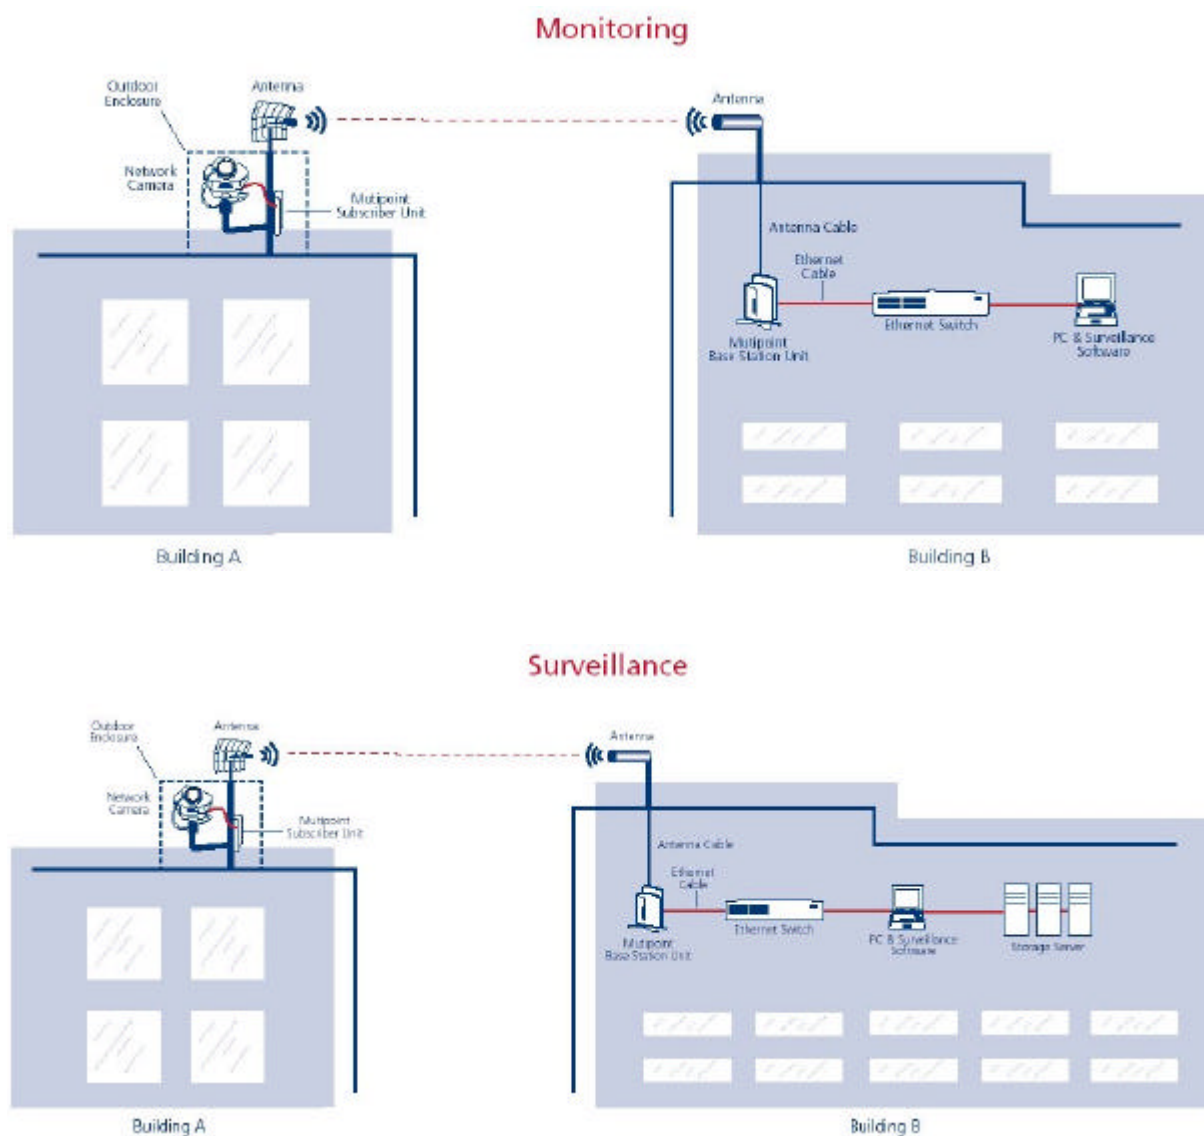 Monitoring
Outdoor
Enclosure
Antenna
Antenna
Network
Camera
Mutipoint
Subscriber Unit
Antenna Cable
Ethernet
Cable
Ethernet Switch
Mutipoint
Base Station Unit
PC & Surveillance
Software
Building A
Building B
Surveillance
Outdoor
Enclosure
Antenna
Antenna
Network
Camera
Mutipoint
Subscriber Unit
Antenna Cable
Ethernet
Cable
Ethernet Switch
Mutipoint
Base Station Unit
PC & Surveillance
Software
Storage Server
Building A
Building B